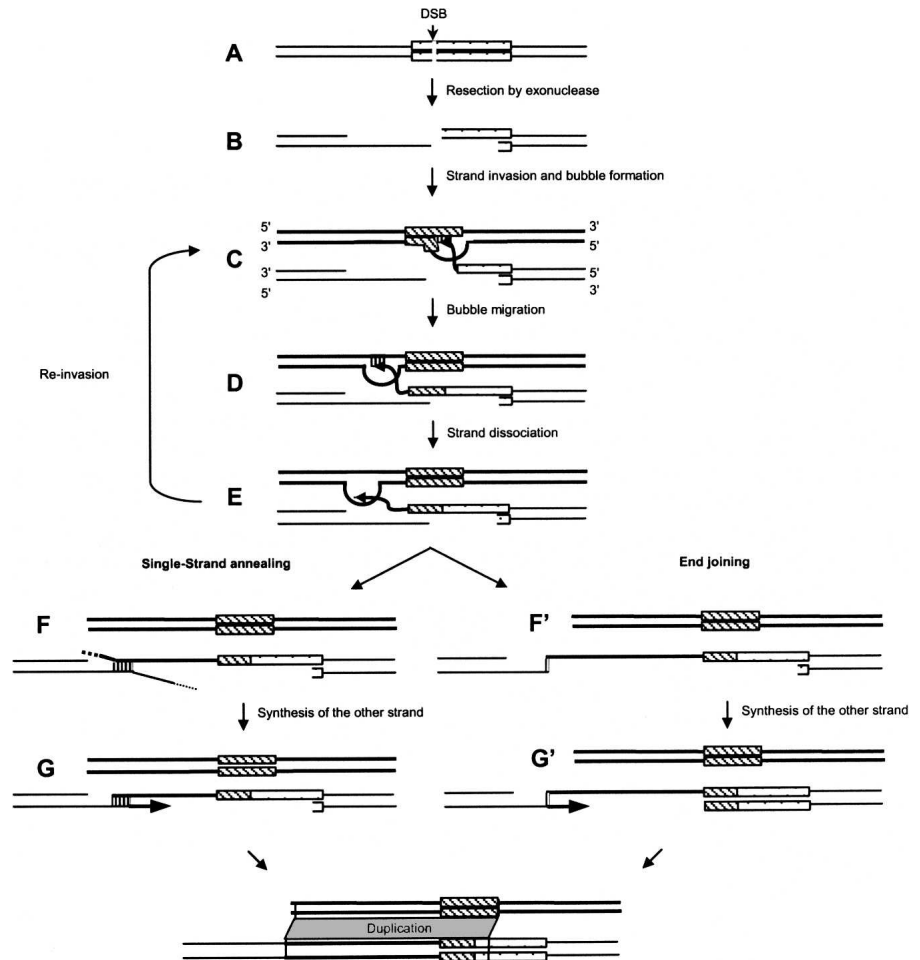 DSB
A
Resection by exonuclease
B
Strand invasion and bubble formation
5' 3'
3' 5'
C
3' 5'
5' 3'
Bubble migration
Re-invasion
D
Strand dissociation
E
Single-Strand annealing
End joining
F
F’
Synthesis of the other strand
Synthesis of the other strand
G
G’
Duplication